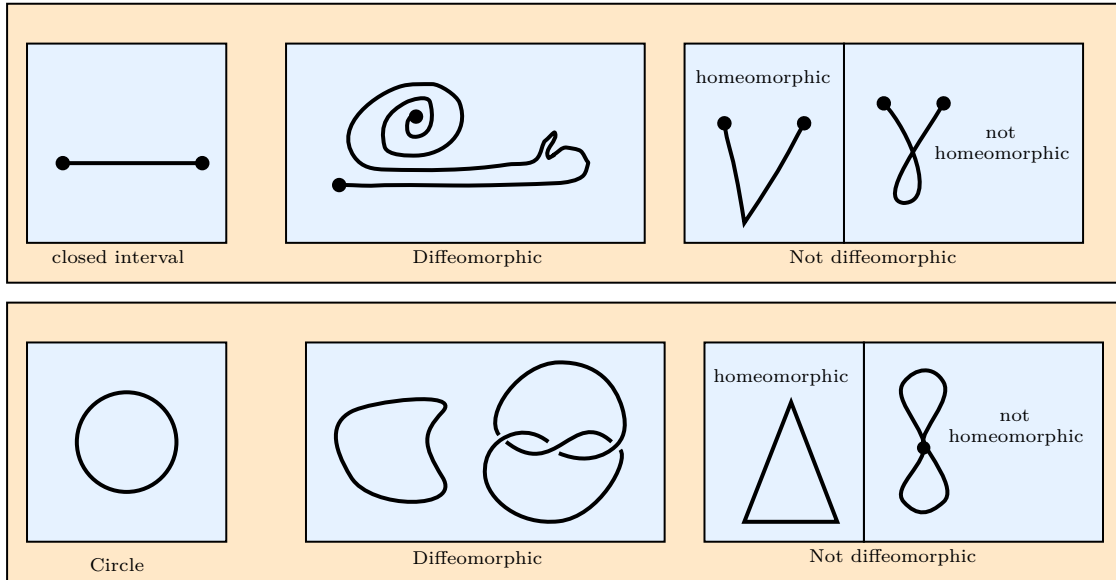 homeomorphic
not
homeomorphic
closed interval
Diffeomorphic
Not diffeomorphic
homeomorphic
not
homeomorphic
Circle
Diffeomorphic
Not diffeomorphic